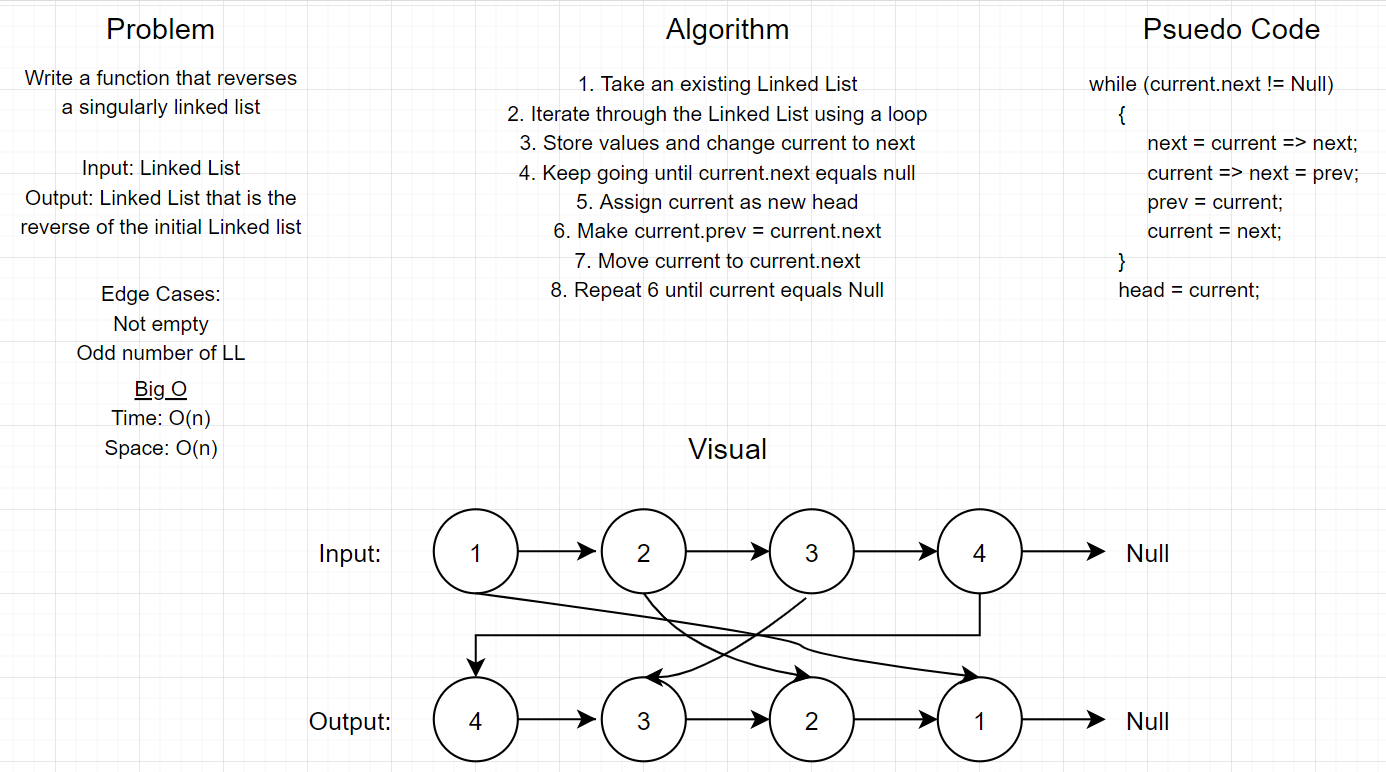 Problem
Write a function that reverses
a singularly linked list
Input: Linked List
Output: Linked List that is the
reverse of the initial Linked list
Edge Cases:
Not empty
Odd number of LL
Big O
Time: O(n)
Space: O(n)
Algorithm
1. Take an existing Linked List
2. Iterate through the Linked List using a loop
3. Store values and change current to next
4. Keep going until current.next equals null
5. Assign current as new head
6. Make current.prev = current.next
7. Move current to current.next
8. Repeat 6 until current equals Null
Psuedo Code
while (current.next != Null)
{
next = current => next;
current => next = prev;
prev = current;
current = next;
}
head = current;
Visual
Input: 1 2 3 4 Null
Output: 4 3 2 1 Null